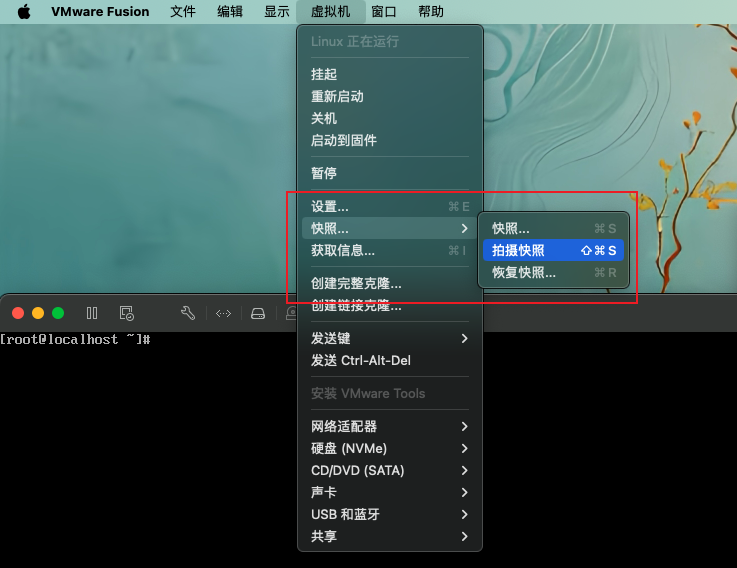 VMware Fusion 文件 编辑 显示 虚拟机 窗口 帮助
Linux 正在运行
挂起
重新启动
关机
启动到固件
暂停
设置... ⌘E
快照...
获取信息... ⌘I
创建完整克隆...
创建链接克隆...
发送键
发送 Ctrl-Alt-Del
安装 VMware Tools
网络适配器
硬盘 (NVMe)
CD/DVD (SATA)
声卡
USB 和蓝牙
共享
快照... ⌘S
拍摄快照 ⇧⌘S
恢复快照... ⌘R
[root@localhost ~]#